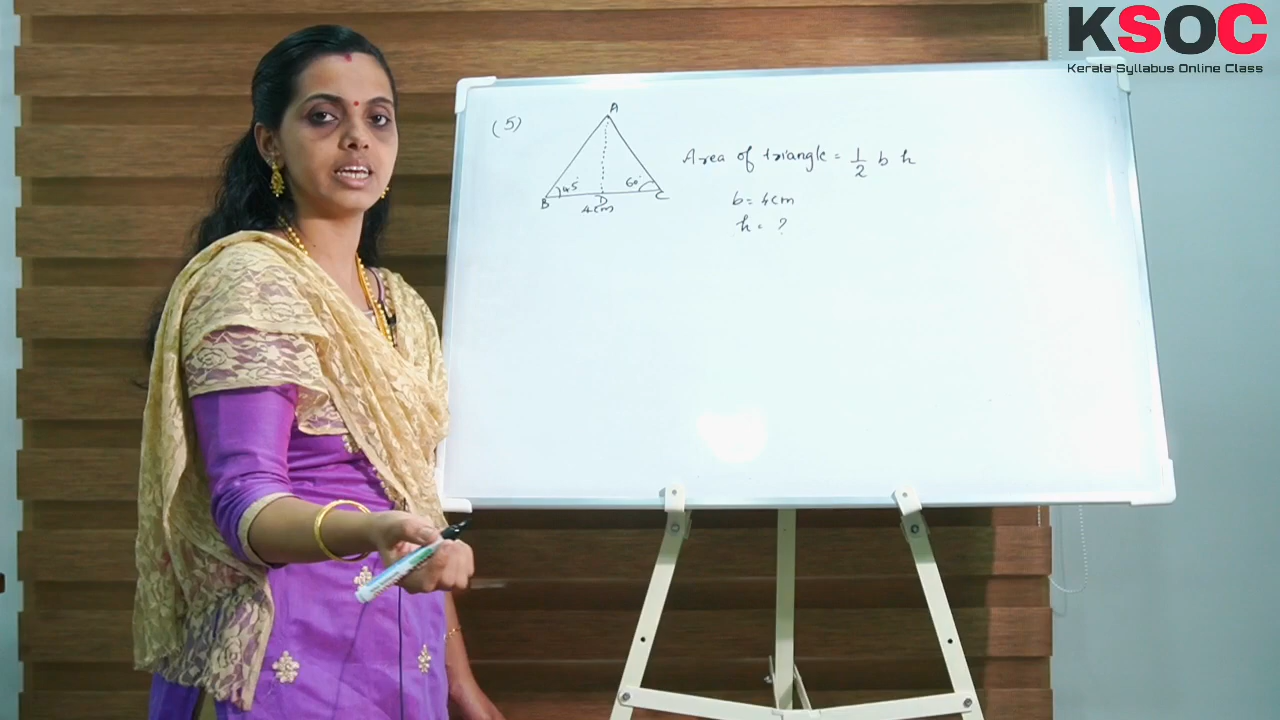 KSOC
Kerala Syllabus Online Class
(5)
A
45°
60°
B
D
C
4cm
Area of triangle = 1/2 b h
b = 4cm
h = ?